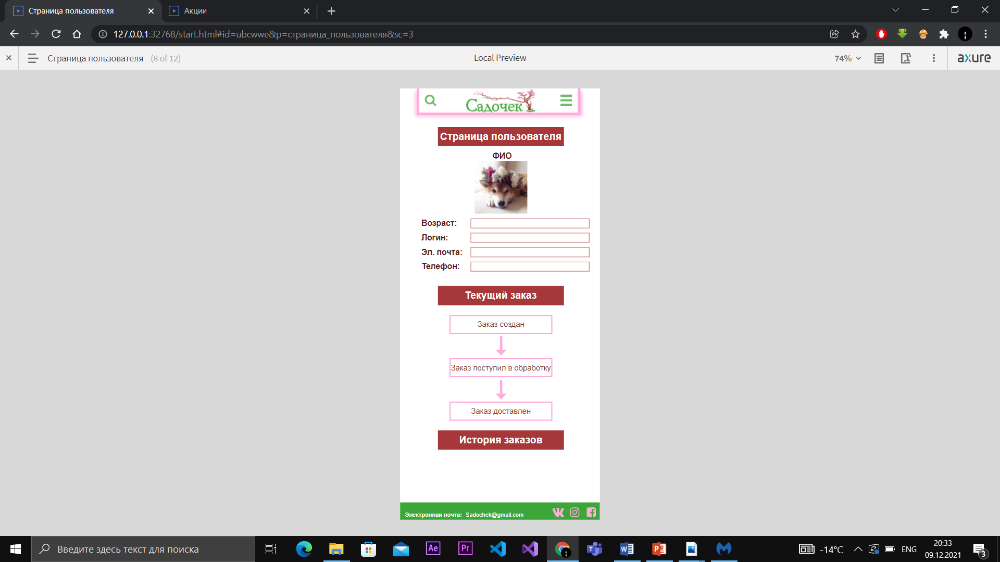 Страница пользователя
Акции
127.0.0.1:32768/start.html#id=ubcwwe&p=страница_пользователя&sc=3
Страница пользователя (8 of 12)
Local Preview
74%
axure
Садочек
Страница пользователя
ФИО
Возраст:
Логин:
Эл. почта:
Телефон:
Текущий заказ
Заказ создан
Заказ поступил в обработку
Заказ доставлен
История заказов
Электронная почта: Sadochek@gmail.com
Введите здесь текст для поиска
Ae
Pr
-14°C
ENG
20:33
09.12.2021
3